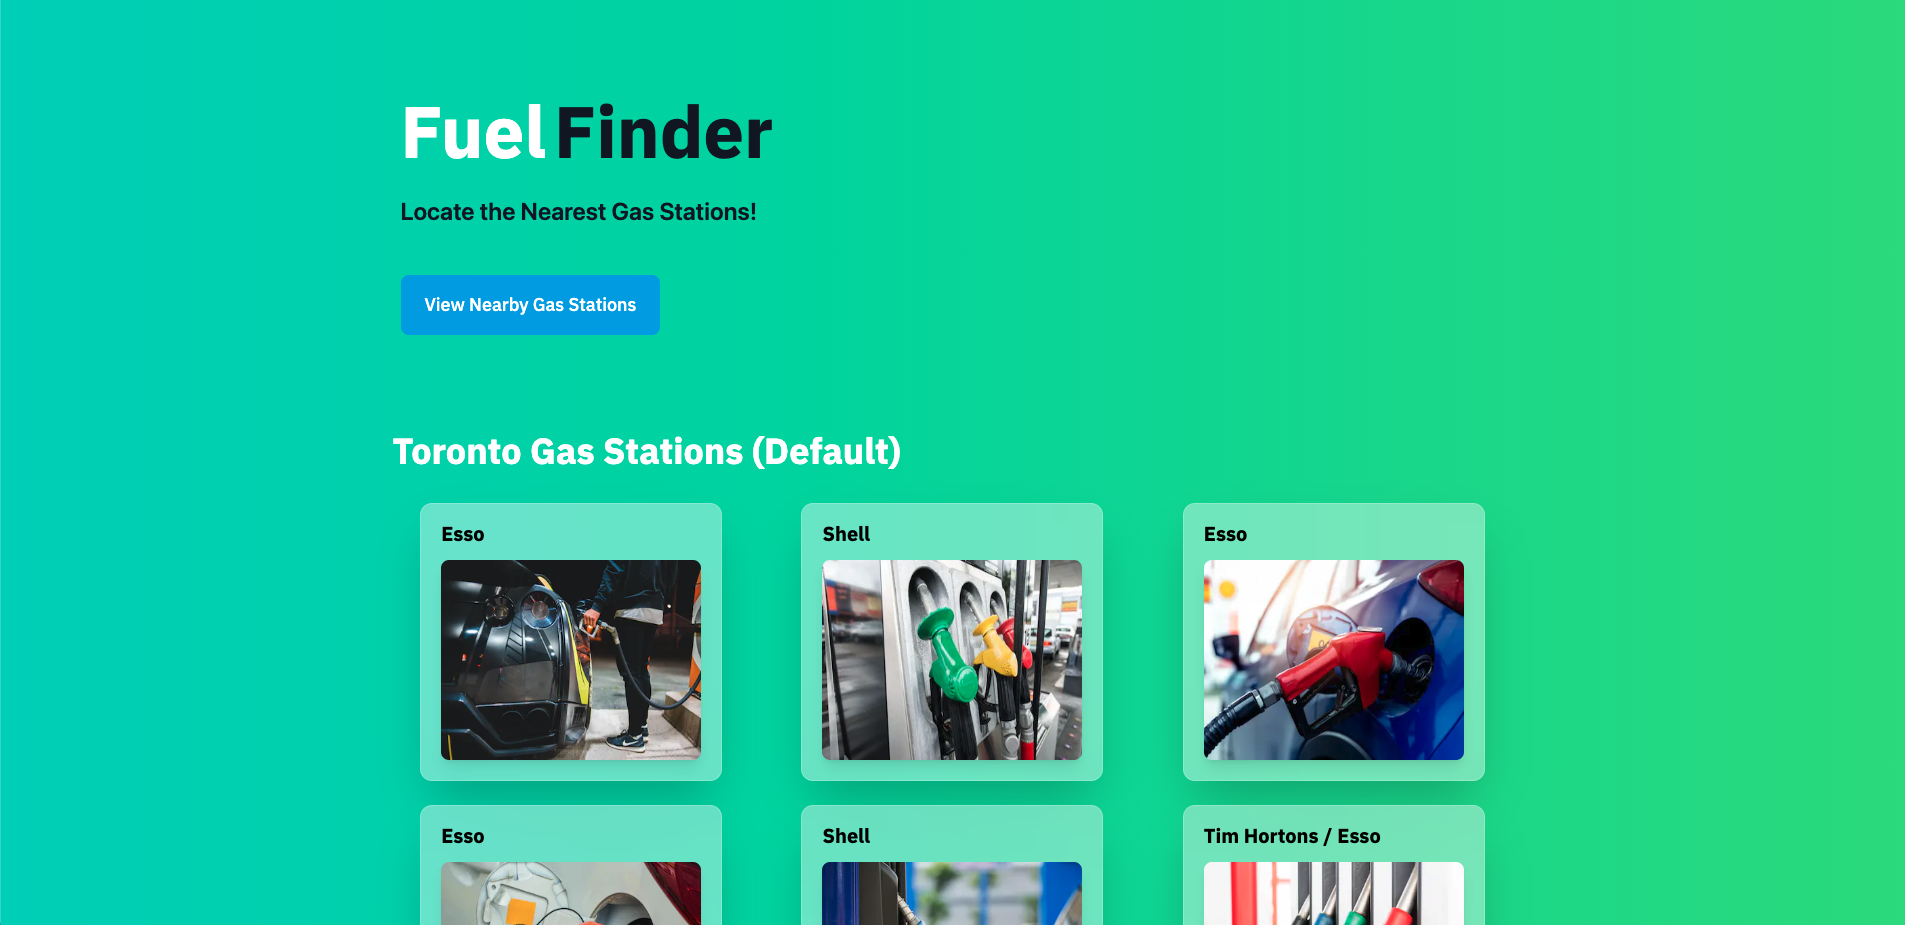 Fuel Finder
Locate the Nearest Gas Stations!
View Nearby Gas Stations
Toronto Gas Stations (Default)
Esso
Shell
Esso
Esso
Shell
Tim Hortons / Esso